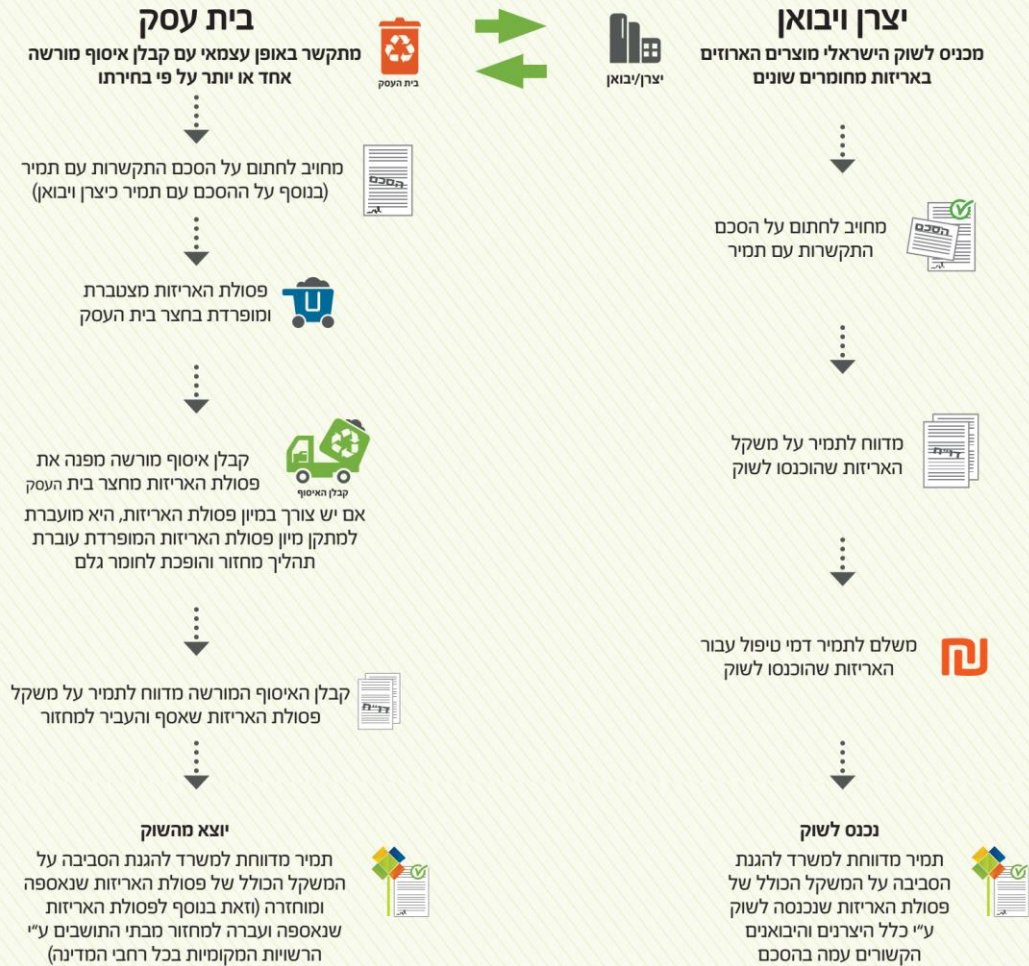 יצרן ויבואן
מכניס לשוק הישראלי מוצרים הארוזים
באריזות מחומרים שונים
יצרן/יבואן
מחויב לחתום על הסכם
התקשרות עם תמיר
הסכם
מדווח לתמיר על משקל
האריזות שהוכנסו לשוק
דו״ח
משלם לתמיר דמי טיפול עבור
האריזות שהוכנסו לשוק
₪
נכנס לשוק
תמיר מדווחת למשרד להגנת
הסביבה על המשקל הכולל של
פסולת האריזות שנכנסה לשוק
ע״י כלל היצרנים והיבואנים
הקשורים עמה בהסכם
בית עסק
מתקשר באופן עצמאי עם קבלן איסוף מורשה
אחד או יותר על פי בחירתו
בית העסק
מחויב לחתום על הסכם התקשרות עם תמיר
(בנוסף על ההסכם עם תמיר כיצרן ויבואן)
הסכם
פסולת האריזות מצטברת
ומופרדת בחצר בית העסק
קבלן האיסוף
קבלן איסוף מורשה מפנה את
פסולת האריזות מחצר בית העסק
אם יש צורך במיון פסולת האריזות, היא מועברת
למתקן מיון פסולת האריזות המופרדת עוברת
תהליך מחזור והופכת לחומר גלם
קבלן האיסוף המורשה מדווח לתמיר על משקל
פסולת האריזות שאסף והעביר למחזור
דו״ח
יוצא מהשוק
תמיר מדווחת למשרד להגנת הסביבה על
המשקל הכולל של פסולת האריזות שנאספה
ומוחזרה (וזאת בנוסף לפסולת האריזות
שנאספה ועברה למחזור מבתי התושבים ע״י
הרשויות המקומיות בכל רחבי המדינה)